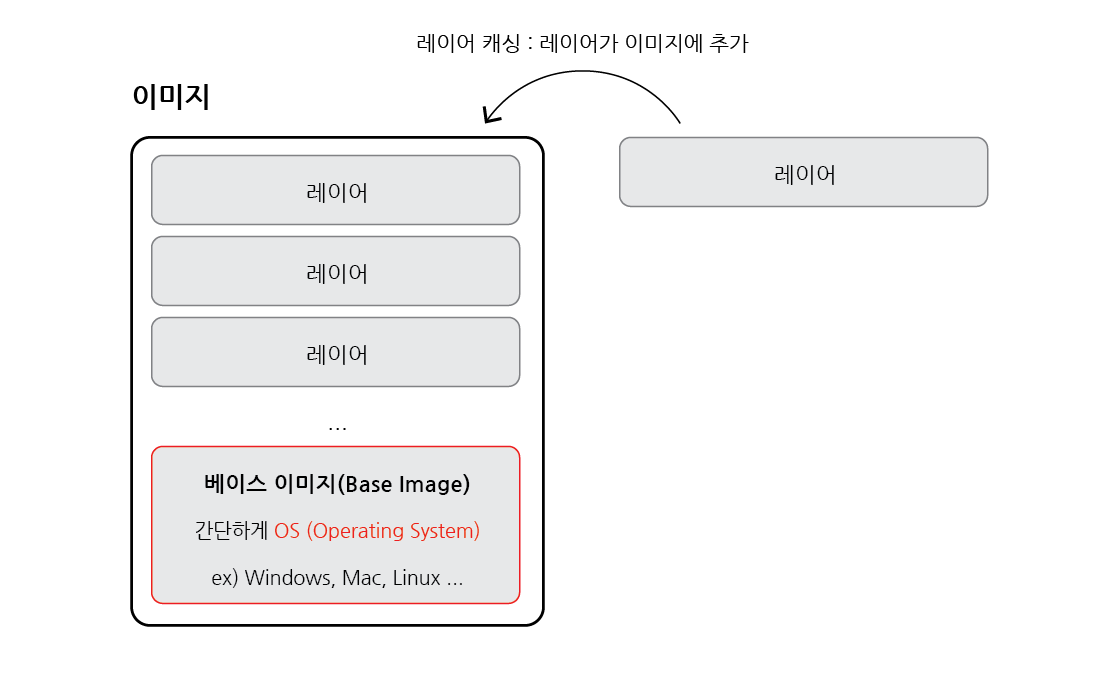 레이어 캐싱 : 레이어가 이미지에 추가
이미지
레이어
레이어
레이어
레이어
...
베이스 이미지(Base Image)
간단하게 OS (Operating System)
ex) Windows, Mac, Linux ...